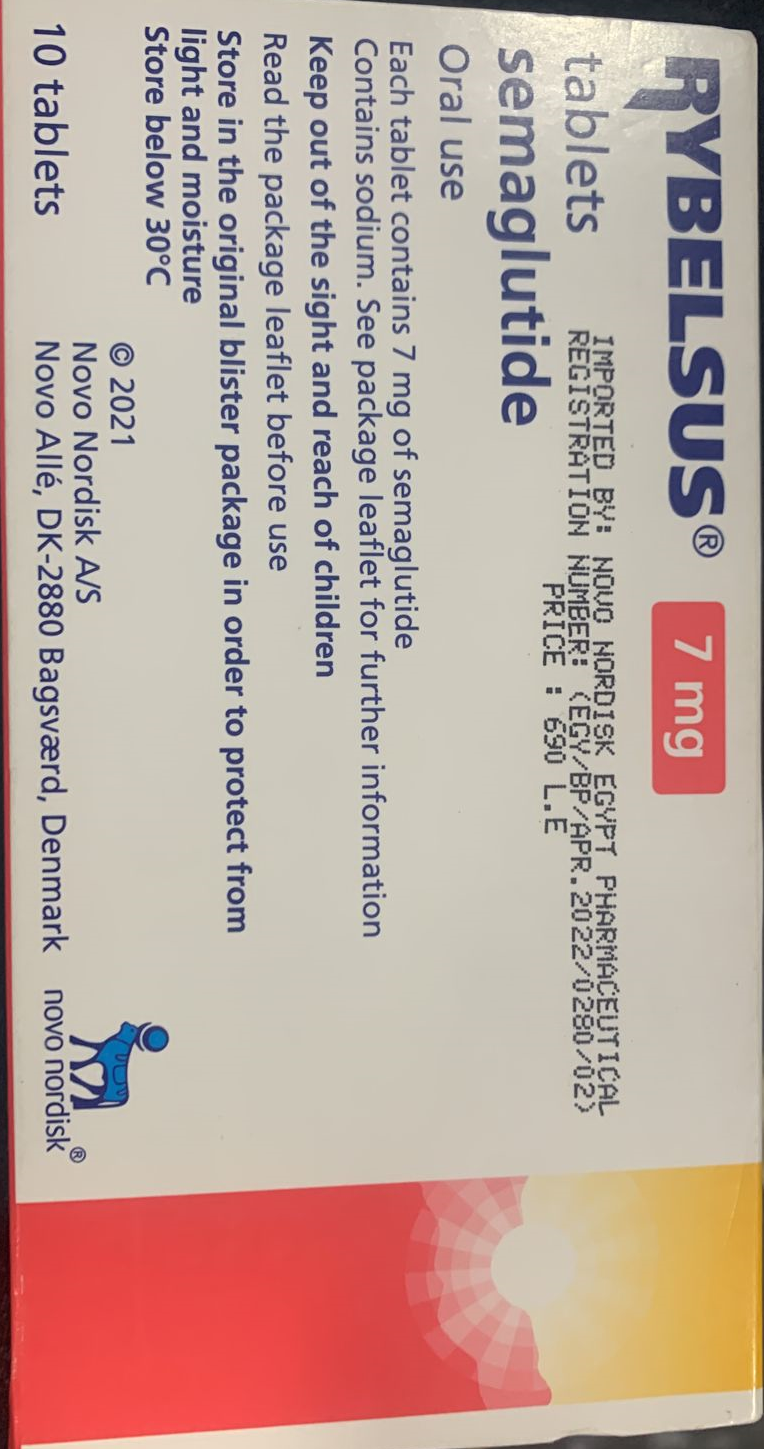 RYBELSUS® 7 mg
tablets
IMPORTED BY: NOVO NORDISK EGYPT PHARMACEUTICAL
REGISTRATION NUMBER: (EGY/BP/APR.2022/0280/02)
PRICE : 690 L.E
semaglutide
Oral use
Each tablet contains 7 mg of semaglutide
Contains sodium. See package leaflet for further information
Keep out of the sight and reach of children
Read the package leaflet before use
Store in the original blister package in order to protect from
light and moisture
Store below 30°C
10 tablets
© 2021
Novo Nordisk A/S
Novo Allé, DK-2880 Bagsværd, Denmark
novo nordisk®